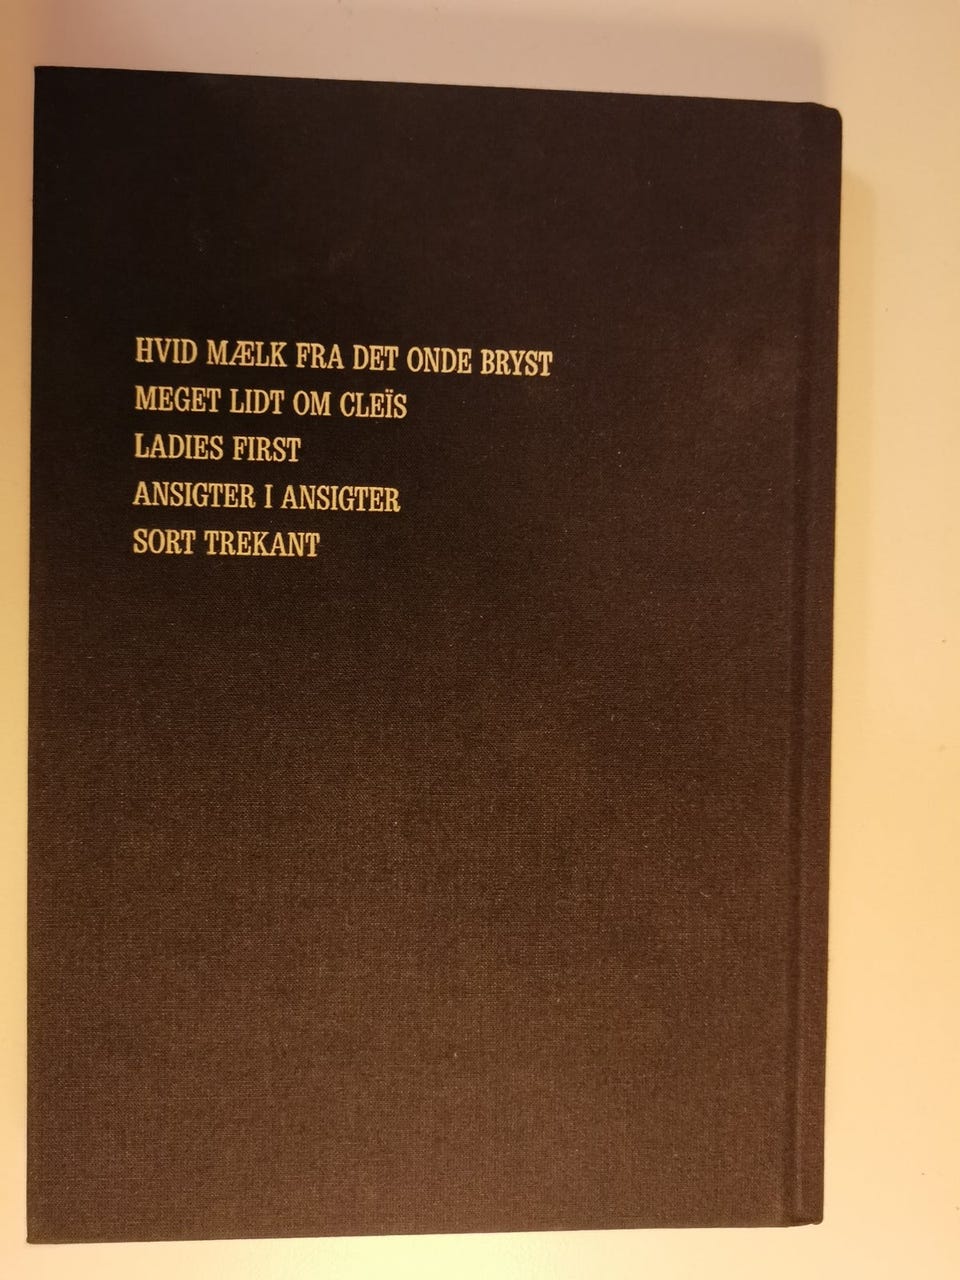 HVID MÆLK FRA DET ONDE BRYST
MEGET LIDT OM CLEÏS
LADIES FIRST
ANSIGTER I ANSIGTER
SORT TREKANT